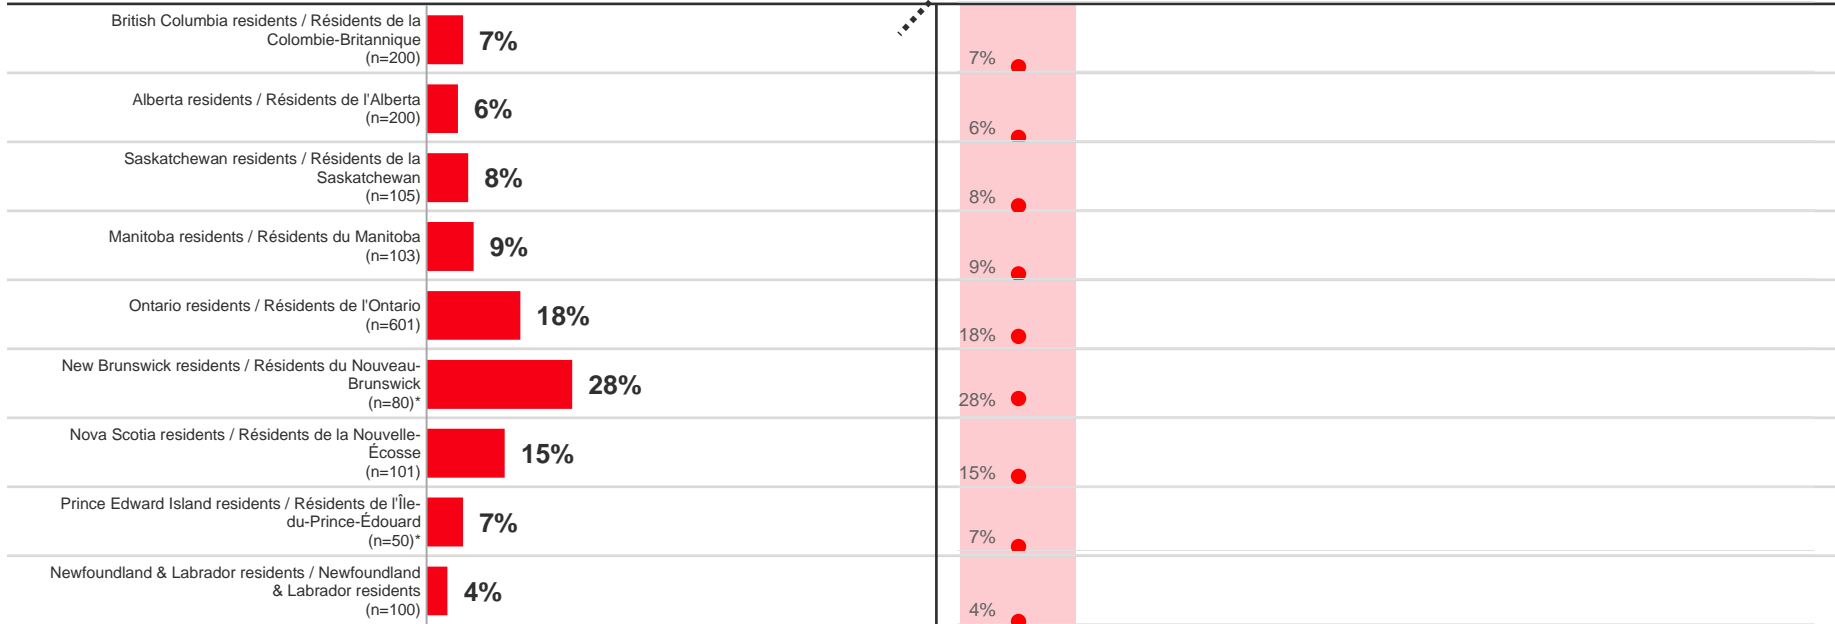 British Columbia residents / Résidents de la
Colombie-Britannique
(n=200)
7%
7%
Alberta residents / Résidents de l'Alberta
(n=200)
6%
6%
Saskatchewan residents / Résidents de la
Saskatchewan
(n=105)
8%
8%
Manitoba residents / Résidents du Manitoba
(n=103)
9%
9%
Ontario residents / Résidents de l'Ontario
(n=601)
18%
18%
New Brunswick residents / Résidents du Nouveau-
Brunswick
(n=80)*
28%
28%
Nova Scotia residents / Résidents de la Nouvelle-
Écosse
(n=101)
15%
15%
Prince Edward Island residents / Résidents de l'Île-
du-Prince-Édouard
(n=50)*
7%
7%
Newfoundland & Labrador residents / Newfoundland
& Labrador residents
(n=100)
4%
4%